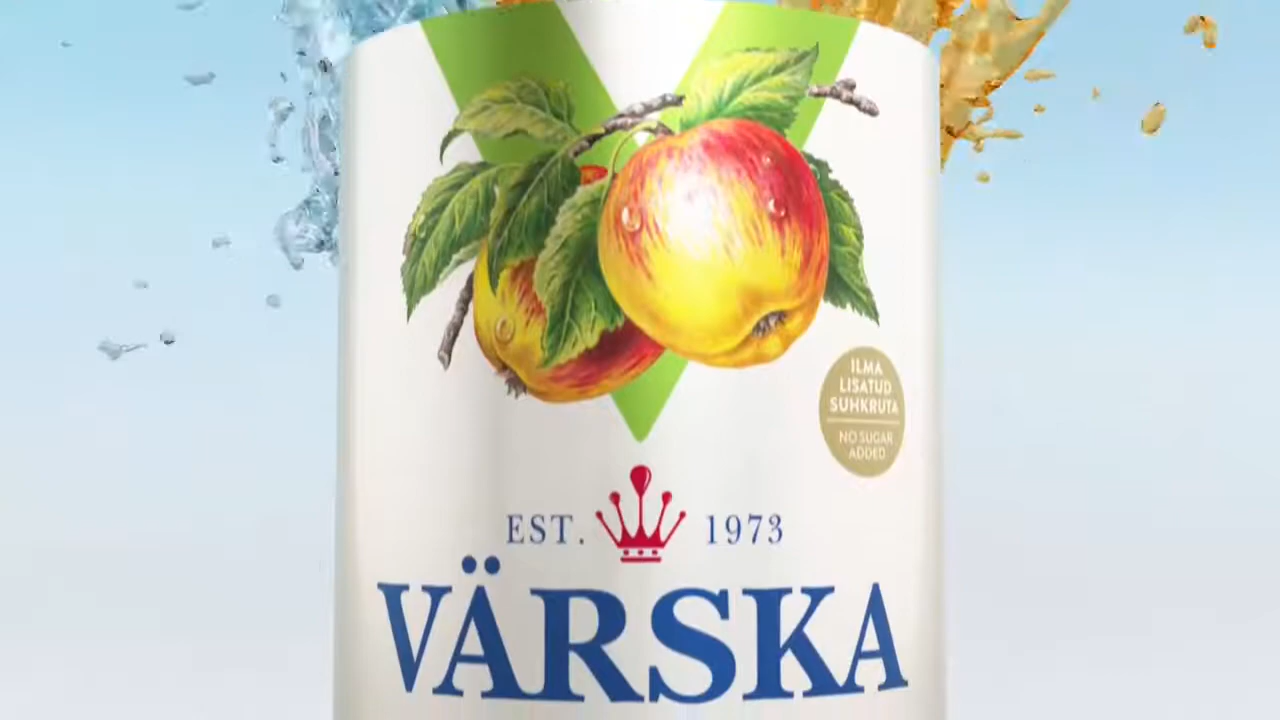 ILMA
LISATUD
SUHKRUTA
NO SUGAR
ADDED
EST. 1973
VÄRSKA